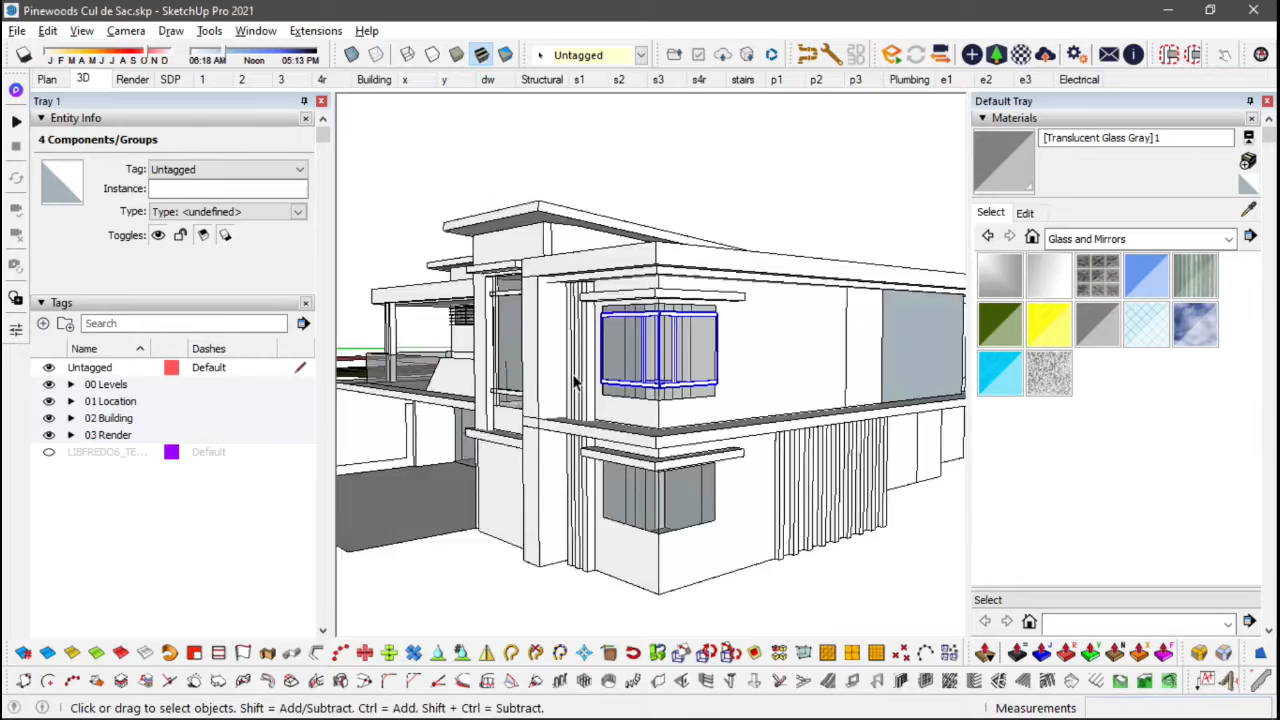 Pinewoods Cul de Sac.skp - SketchUp Pro 2021
File Edit View Camera Draw Tools Window Extensions Help
J F M A M J J A S O N D 06:18 AM Noon 05:13 PM Untagged
Plan 3D Render SDP 1 2 3 4r Building x y dw Structural s1 s2 s3 s4r stairs p1 p2 p3 Plumbing e1 e2 e3 Electrical
Tray 1
Entity Info
4 Components/Groups
Tag: Untagged
Instance:
Type: Type: <undefined>
Toggles:
Tags
Search
Name Dashes
Untagged Default
00 Levels
01 Location
02 Building
03 Render
LIBFREDO6_TE... Default
Default Tray
Materials
[Translucent Glass Gray]1
Select Edit
Glass and Mirrors
Select
Click or drag to select objects. Shift = Add/Subtract. Ctrl = Add. Shift + Ctrl = Subtract. Measurements